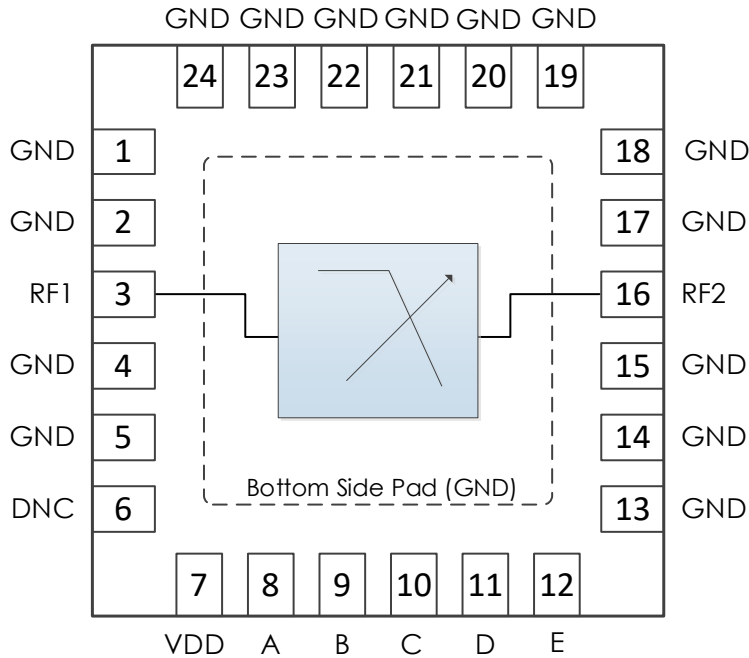 GND GND GND GND GND GND
24 23 22 21 20 19
GND 1 18 GND
GND 2 17 GND
RF1 3 16 RF2
GND 4 15 GND
GND 5 14 GND
Bottom Side Pad (GND)
DNC 6 13 GND
7 8 9 10 11 12
VDD A B C D E